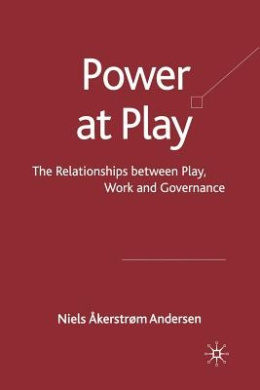 Power
at Play
The Relationships between Play,
Work and Governance
Niels Åkerstrøm Andersen